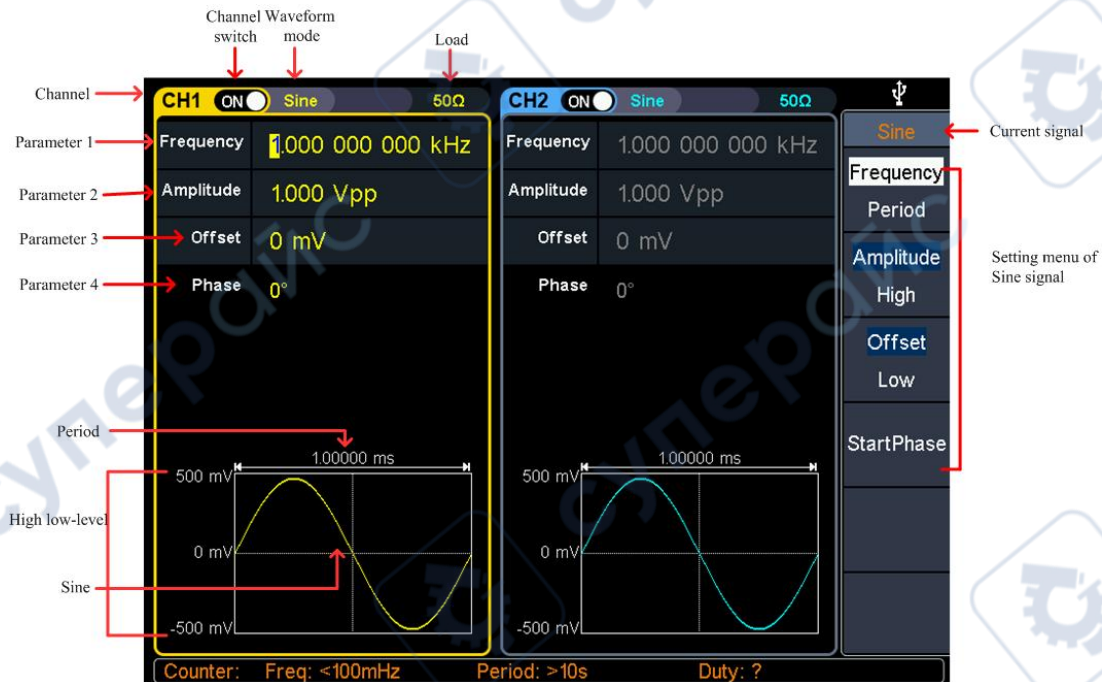 Channel Waveform
switch mode
Load
Channel
CH1 ON Sine 50Ω
CH2 ON Sine 50Ω
Parameter 1
Frequency 1.000 000 000 kHz
Frequency 1.000 000 000 kHz
Sine
Current signal
Parameter 2
Amplitude 1.000 Vpp
Amplitude 1.000 Vpp
Frequency
Period
Parameter 3
Offset 0 mV
Offset 0 mV
Amplitude
High
Setting menu of
Sine signal
Parameter 4
Phase 0°
Phase 0°
Offset
Low
StartPhase
Period
1.00000 ms
1.00000 ms
500 mV
500 mV
High low-level
0 mV
0 mV
Sine
-500 mV
-500 mV
Counter: Freq: <100mHz Period: >10s Duty: ?
суперайс
суперайс